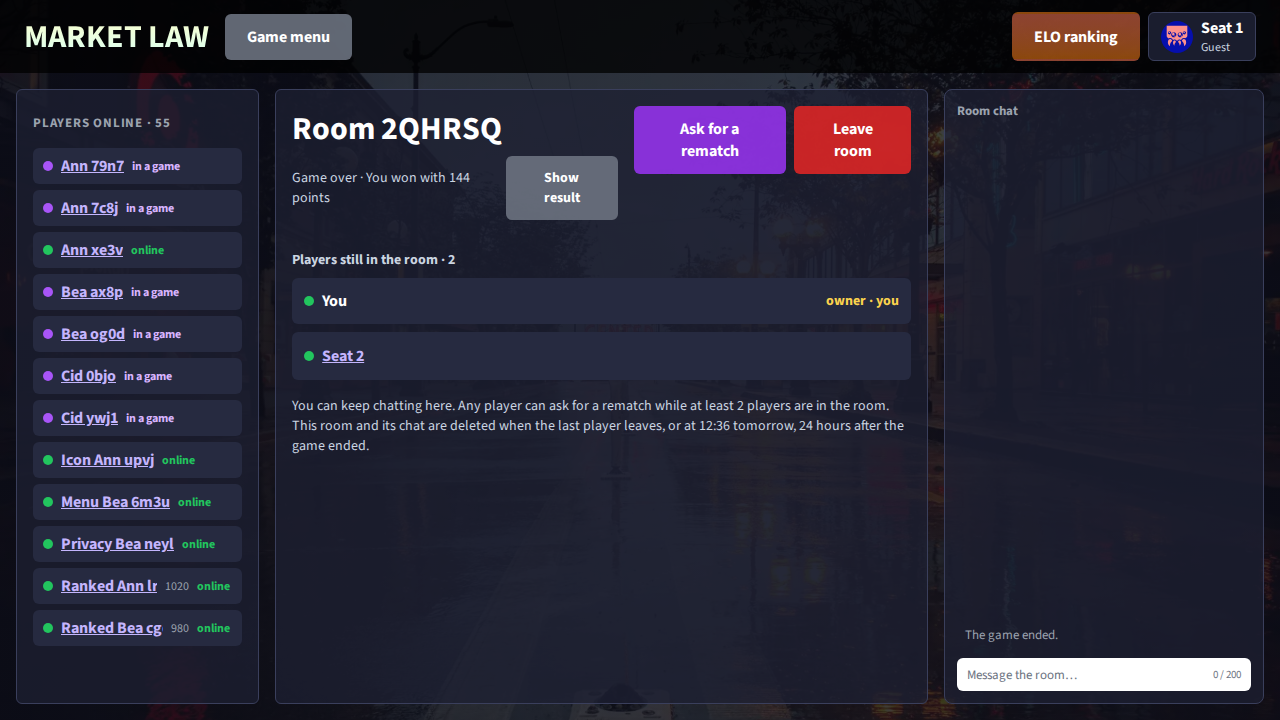 MARKET LAW
Game menu
ELO ranking
Seat 1
Guest
PLAYERS ONLINE · 55
Ann 79n7 in a game
Ann 7c8j in a game
Ann xe3v online
Bea ax8p in a game
Bea og0d in a game
Cid 0bjo in a game
Cid ywj1 in a game
Icon Ann upvj online
Menu Bea 6m3u online
Privacy Bea neyl online
Ranked Ann lr 1020 online
Ranked Bea cg 980 online
Room 2QHRSQ
Game over · You won with 144
points
Show
result
Ask for a
rematch
Leave
room
Players still in the room · 2
You owner · you
Seat 2
You can keep chatting here. Any player can ask for a rematch while at least 2 players are in the room.
This room and its chat are deleted when the last player leaves, or at 12:36 tomorrow, 24 hours after the
game ended.
Room chat
The game ended.
Message the room… 0 / 200